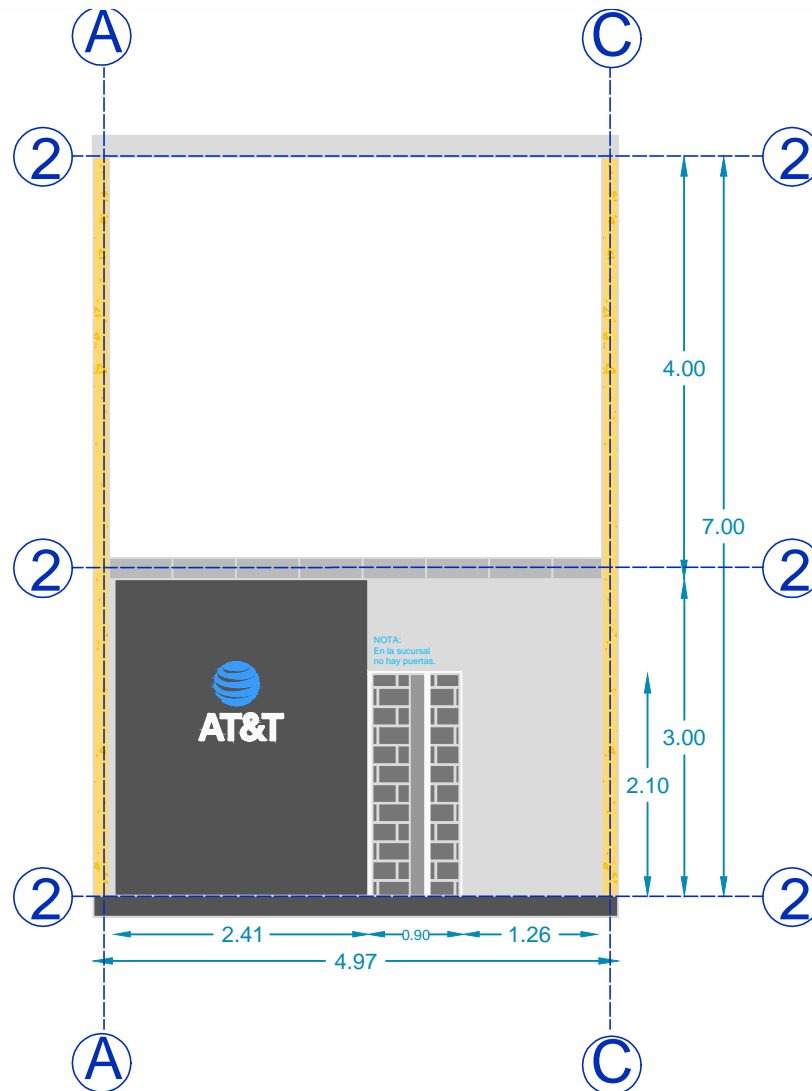 A
C
2
2
4.00
7.00
2
2
NOTA:
En la sucursal
no hay puertas.
AT&T
3.00
2.10
2
2
2.41
0.90
1.26
4.97
A
C